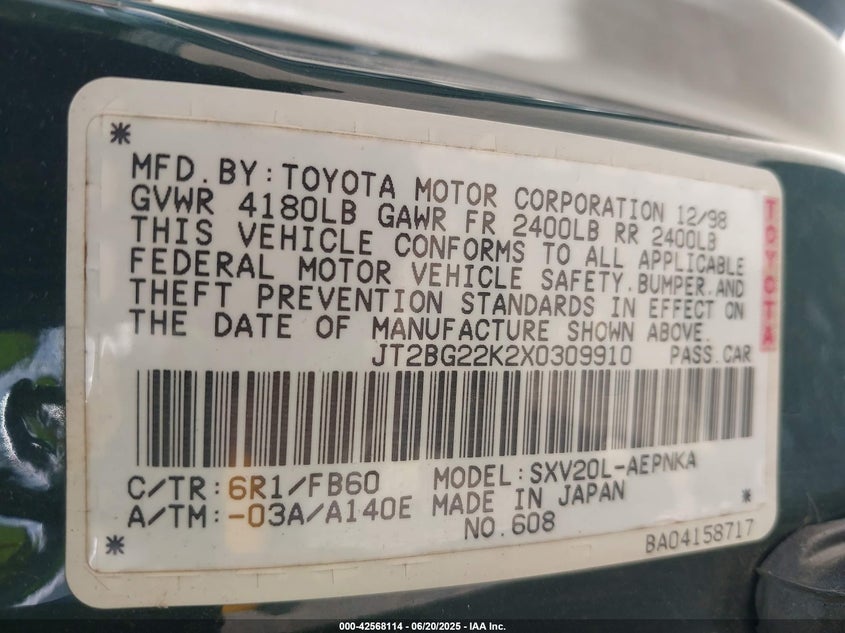 MFD.BY:TOYOTA MOTOR CORPORATION 12/98
GVWR 4180LB GAWR FR 2400LB RR 2400LB
THIS VEHICLE CONFORMS TO ALL APPLICABLE
FEDERAL MOTOR VEHICLE SAFETY.BUMPER.AND
THEFT PREVENTION STANDARDS IN EFFECT ON
THE DATE OF MANUFACTURE SHOWN ABOVE.
JT2BG22K2X0309910 PASS.CAR
TOYOTA
C/TR:6R1/FB60 MODEL:SXV20L-AEPNKA
A/TM:-03A/A140E MADE IN JAPAN
NO.608
BA04158717
000-42568114 - 06/20/2025 - IAA Inc.